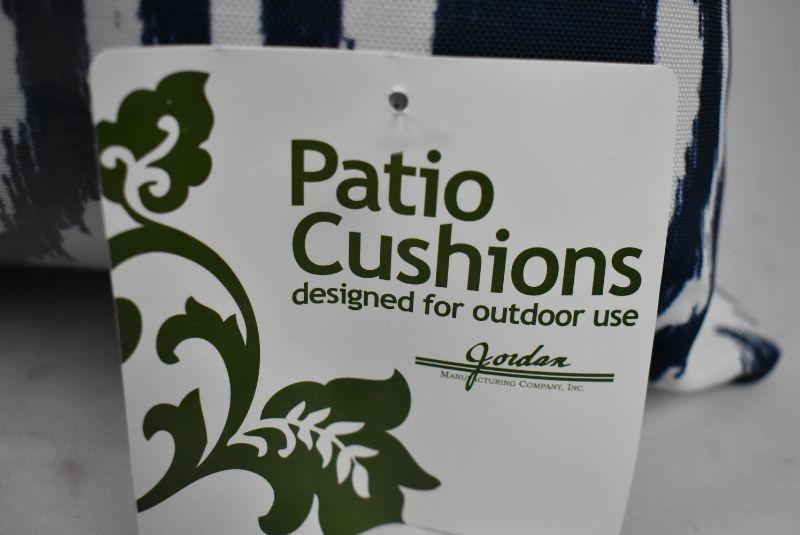 Patio
Cushions
designed for outdoor use
Jordan
Manufacturing Company, Inc.